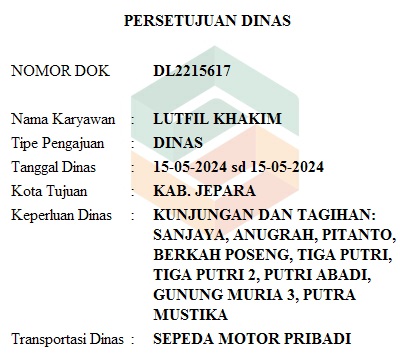 PERSETUJUAN DINAS
NOMOR DOK DL2215617
Nama Karyawan : LUTFIL KHAKIM
Tipe Pengajuan : DINAS
Tanggal Dinas : 15-05-2024 sd 15-05-2024
Kota Tujuan : KAB. JEPARA
Keperluan Dinas : KUNJUNGAN DAN TAGIHAN:
SANJAYA, ANUGRAH, PITANTO,
BERKAH POSENG, TIGA PUTRI,
TIGA PUTRI 2, PUTRI ABADI,
GUNUNG MURIA 3, PUTRA
MUSTIKA
Transportasi Dinas : SEPEDA MOTOR PRIBADI